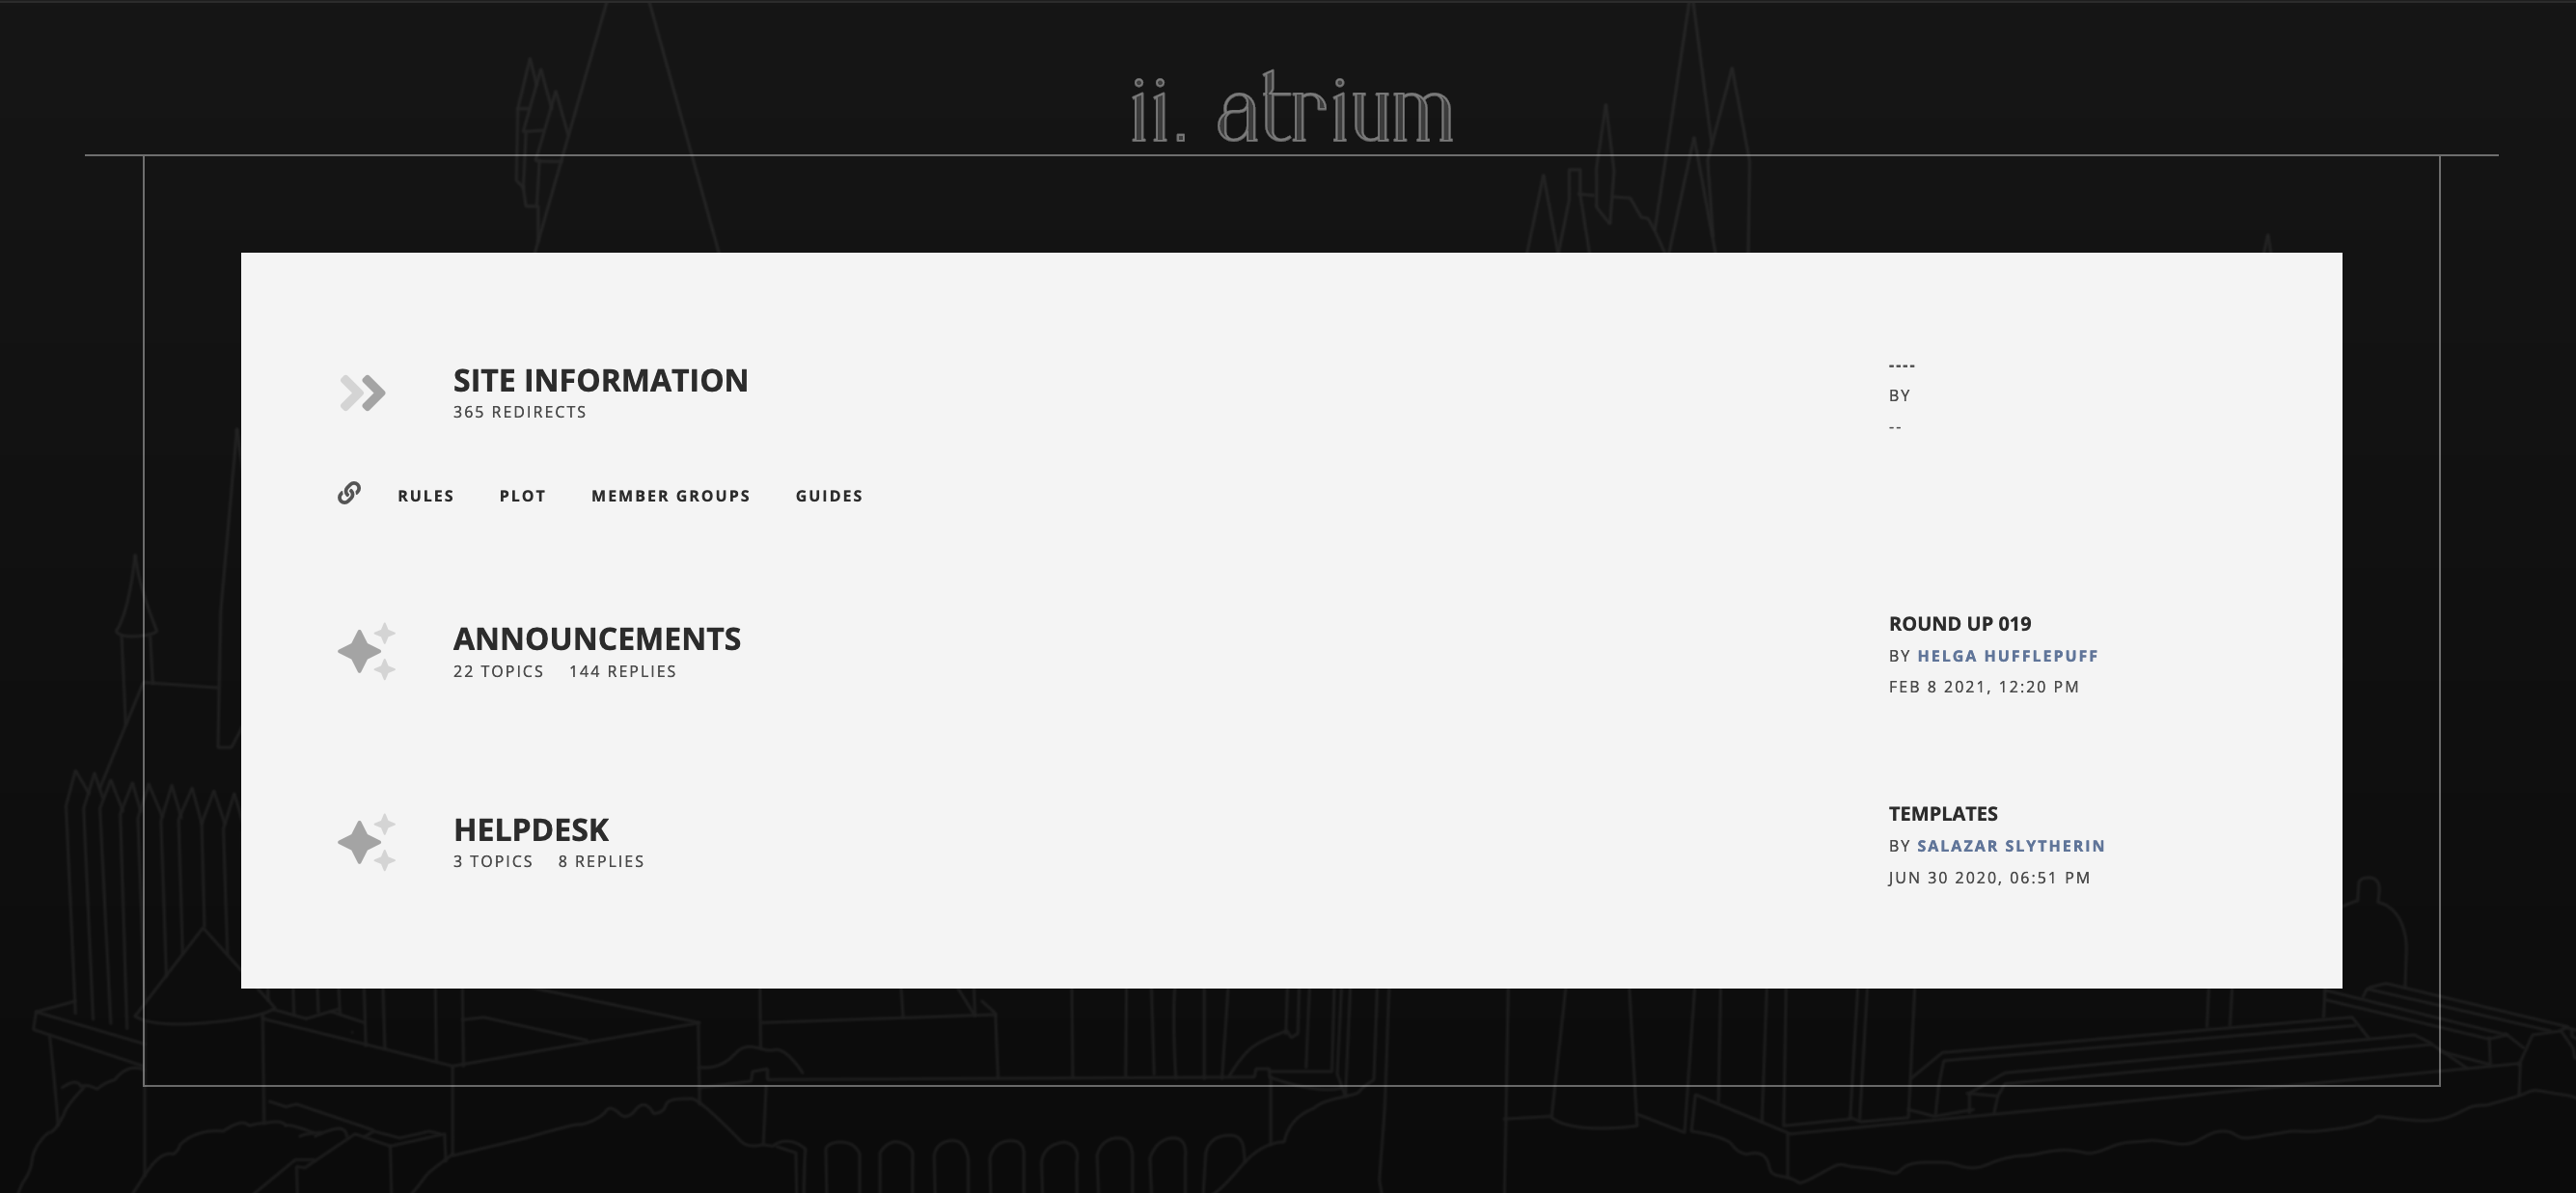 ii. atrium
SITE INFORMATION
365 REDIRECTS
----
BY
--
RULES PLOT MEMBER GROUPS GUIDES
ANNOUNCEMENTS
22 TOPICS 144 REPLIES
ROUND UP 019
BY HELGA HUFFLEPUFF
FEB 8 2021, 12:20 PM
HELPDESK
3 TOPICS 8 REPLIES
TEMPLATES
BY SALAZAR SLYTHERIN
JUN 30 2020, 06:51 PM